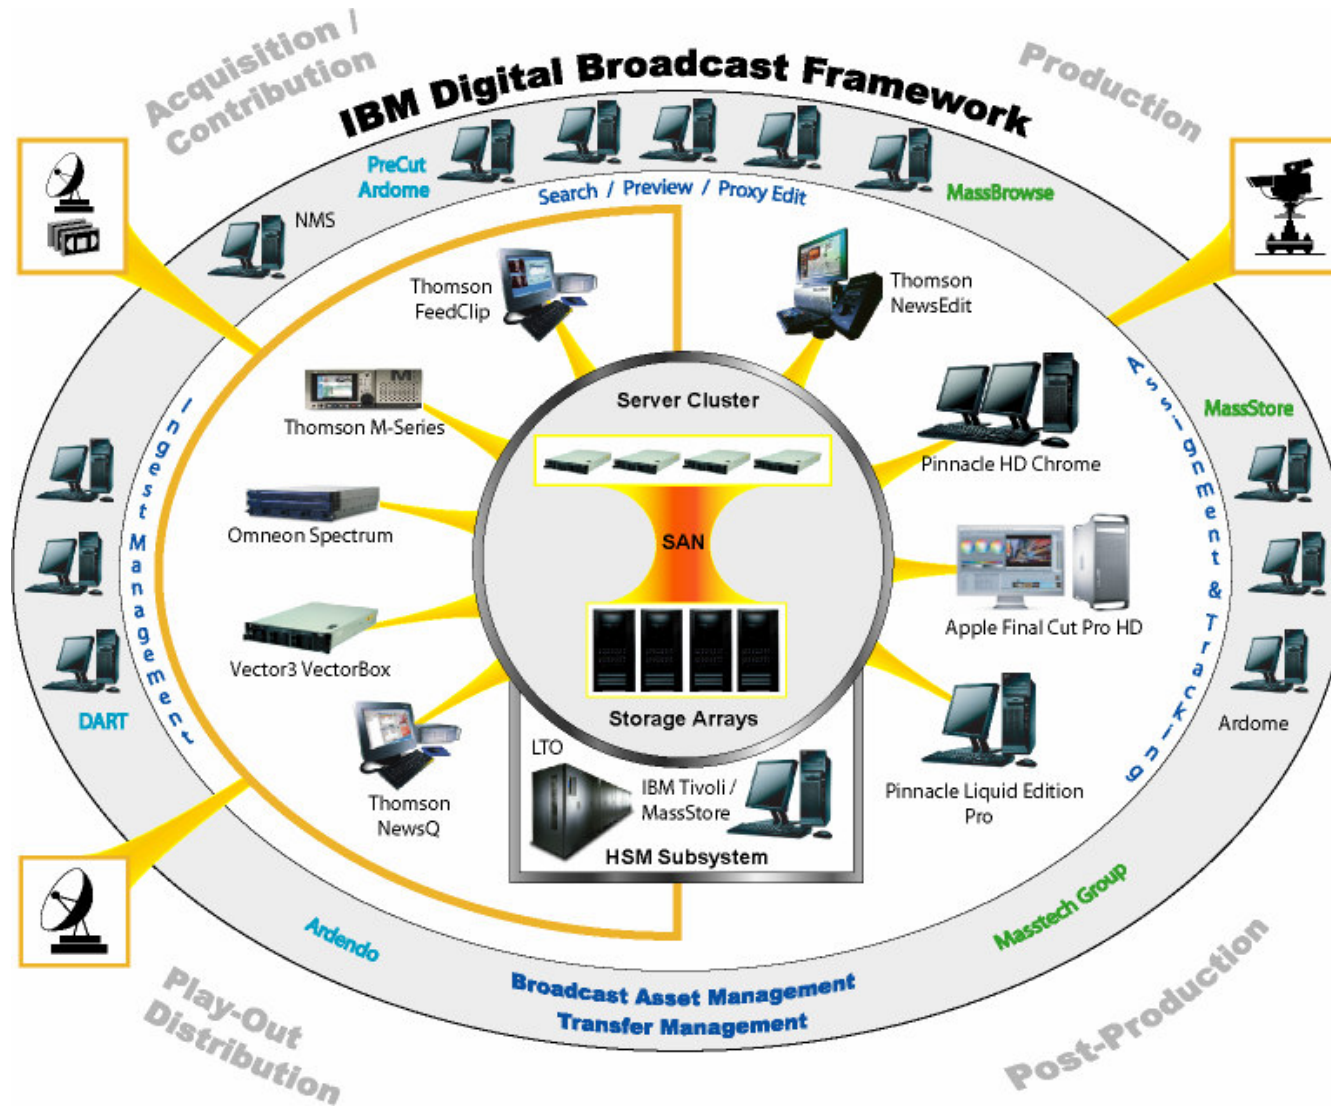 Acquisition /
Contribution
Production
IBM Digital Broadcast Framework
PreCut
Ardome
MassBrowse
Search / Preview / Proxy Edit
NMS
Thomson
FeedClip
Thomson
NewsEdit
Thomson M-Series
Server Cluster
Pinnacle HD Chrome
MassStore
Ingest Management
Assignment & Tracking
Omneon Spectrum
SAN
Apple Final Cut Pro HD
Vector3 VectorBox
Storage Arrays
DART
Ardome
LTO
IBM Tivoli /
MassStore
HSM Subsystem
Thomson
NewsQ
Pinnacle Liquid Edition
Pro
Ardendo
Masstech Group
Broadcast Asset Management
Transfer Management
Play-Out
Distribution
Post-Production